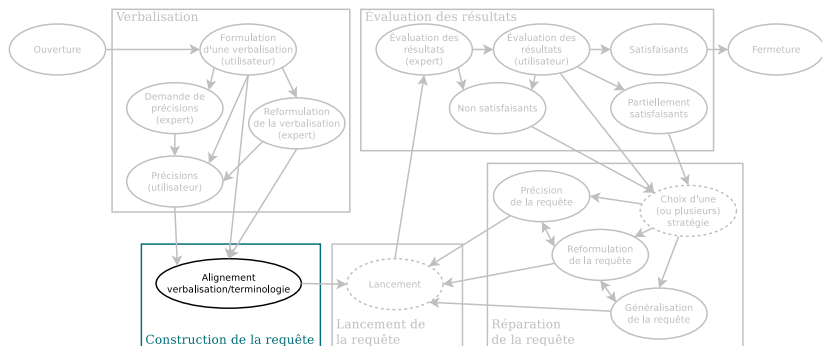 Verbalisation
Ouverture
Formulation
d'une verbalisation
(utilisateur)
Demande de
précisions
(expert)
Reformulation
de la verbalisation
(expert)
Précisions
(utilisateur)
Évaluation des résultats
Évaluation des
résultats
(expert)
Évaluation des
résultats
(utilisateur)
Satisfaisants
Fermeture
Non satisfaisants
Partiellement
satisfaisants
Alignement
verbalisation/terminologie
Construction de la requête
Lancement
Lancement de
la requête
Précision
de la requête
Choix d'une
(ou plusieurs)
stratégie
Reformulation
de la requête
Généralisation
de la requête
Réparation
de la requête